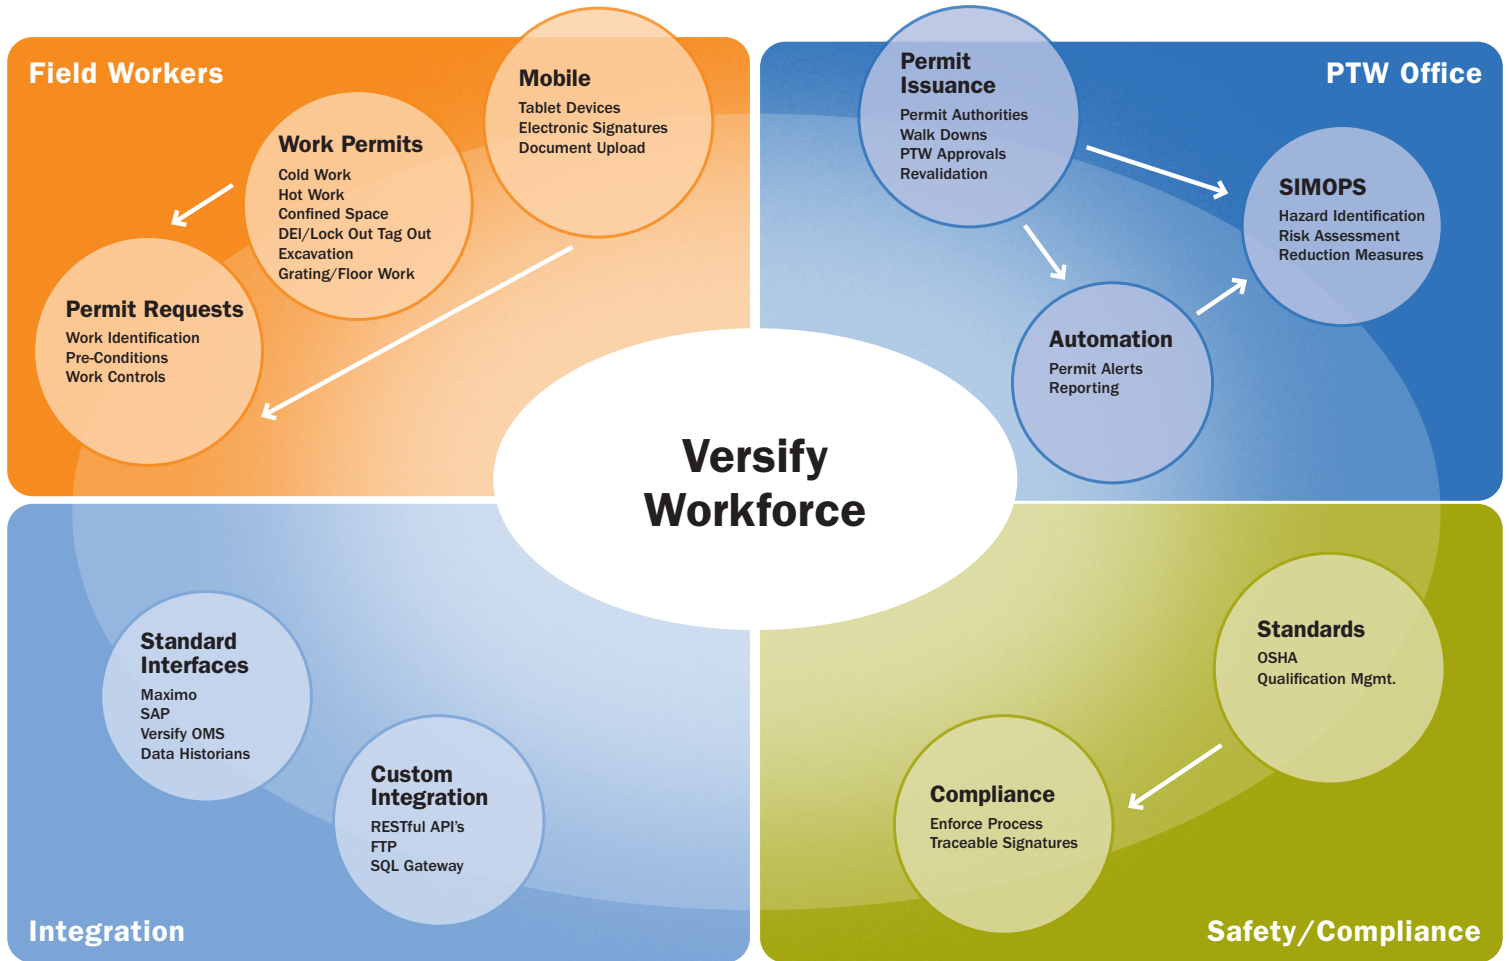 Field Workers
Mobile
Tablet Devices
Electronic Signatures
Document Upload
Work Permits
Cold Work
Hot Work
Confined Space
DEI/Lock Out Tag Out
Excavation
Grating/Floor Work
Permit Requests
Work Identification
Pre-Conditions
Work Controls
PTW Office
Permit
Issuance
Permit Authorities
Walk Downs
PTW Approvals
Revalidation
SIMOPS
Hazard Identification
Risk Assessment
Reduction Measures
Automation
Permit Alerts
Reporting
Versify
Workforce
Standard
Interfaces
Maximo
SAP
Versify OMS
Data Historians
Custom
Integration
RESTful API's
FTP
SQL Gateway
Integration
Standards
OSHA
Qualification Mgmt.
Compliance
Enforce Process
Traceable Signatures
Safety/Compliance